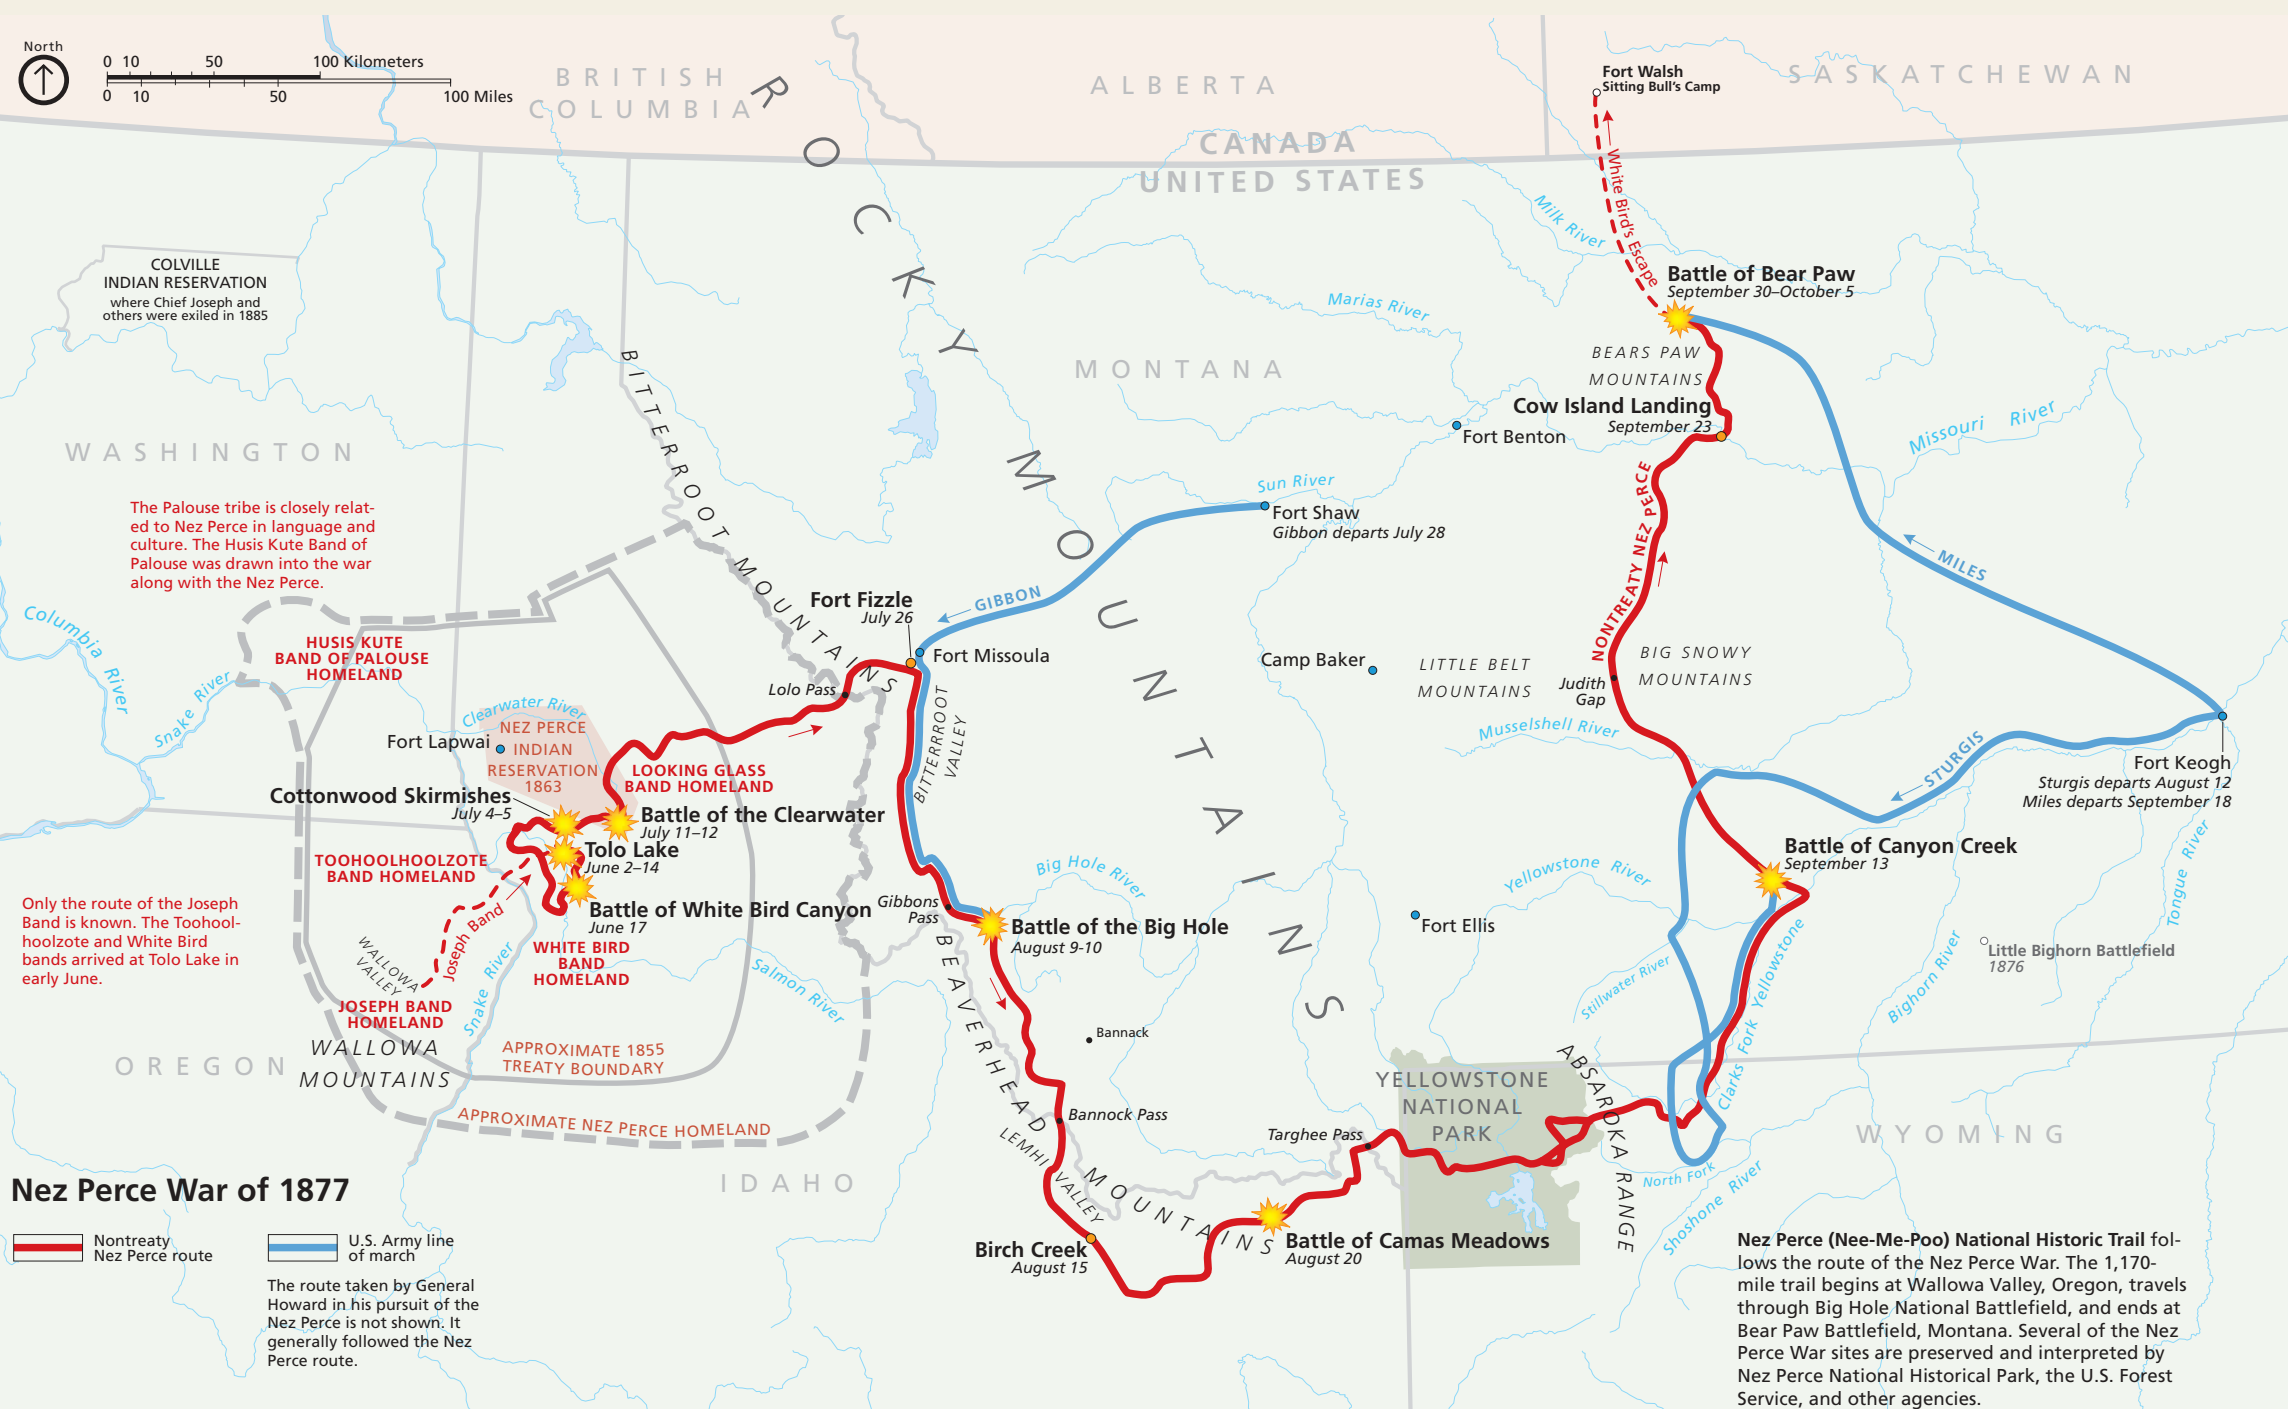 North
0 10 50 100 Kilometers
0 10 50 100 Miles
BRITISH
COLUMBIA
ALBERTA
SASKATCHEWAN
CANADA
UNITED STATES
ROCKY MOUNTAINS
Fort Walsh
Sitting Bull's Camp
White Bird's Escape
Milk River
Battle of Bear Paw
September 30–October 5
COLVILLE
INDIAN RESERVATION
where Chief Joseph and
others were exiled in 1885
Marias River
BEARS PAW
MOUNTAINS
MONTANA
Cow Island Landing
September 23
Fort Benton
Missouri River
WASHINGTON
BITTERROOT MOUNTAINS
Sun River
Fort Shaw
Gibbon departs July 28
NONTREATY NEZ PERCE
MILES
The Palouse tribe is closely relat-
ed to Nez Perce in language and
culture. The Husis Kute Band of
Palouse was drawn into the war
along with the Nez Perce.
GIBBON
Fort Fizzle
July 26
Fort Missoula
Columbia River
HUSIS KUTE
BAND OF PALOUSE
HOMELAND
Snake River
Lolo Pass
Camp Baker
LITTLE BELT
MOUNTAINS
BIG SNOWY
MOUNTAINS
Judith
Gap
Musselshell River
Clearwater River
NEZ PERCE
INDIAN
RESERVATION
1863
Fort Lapwai
BITTERRROOT
VALLEY
LOOKING GLASS
BAND HOMELAND
STURGIS
Fort Keogh
Sturgis departs August 12
Miles departs September 18
Cottonwood Skirmishes
July 4–5
Battle of the Clearwater
July 11–12
Tolo Lake
June 2–14
TOOHOOLHOOLZOTE
BAND HOMELAND
Battle of Canyon Creek
September 13
Big Hole River
Yellowstone River
Tongue River
Only the route of the Joseph
Band is known. The Toohool-
hoolzote and White Bird
bands arrived at Tolo Lake in
early June.
Joseph Band
Battle of White Bird Canyon
June 17
Gibbons
Pass
Battle of the Big Hole
August 9-10
Fort Ellis
WALLOWA
VALLEY
WHITE BIRD
BAND
HOMELAND
Snake River
Salmon River
BEAVERHEAD MOUNTAINS
Stillwater River
Clarks Fork Yellowstone
Bighorn River
Little Bighorn Battlefield
1876
JOSEPH BAND
HOMELAND
WALLOWA
MOUNTAINS
OREGON
APPROXIMATE 1855
TREATY BOUNDARY
Bannack
ABSAROKA RANGE
YELLOWSTONE
NATIONAL
PARK
APPROXIMATE NEZ PERCE HOMELAND
Bannock Pass
Targhee Pass
LEMHI VALLEY
WYOMING
IDAHO
North Fork
Shoshone River
Birch Creek
August 15
Battle of Camas Meadows
August 20
Nez Perce War of 1877
Nontreaty
Nez Perce route
U.S. Army line
of march
The route taken by General
Howard in his pursuit of the
Nez Perce is not shown. It
generally followed the Nez
Perce route.
Nez Perce (Nee-Me-Poo) National Historic Trail fol-
lows the route of the Nez Perce War. The 1,170-
mile trail begins at Wallowa Valley, Oregon, travels
through Big Hole National Battlefield, and ends at
Bear Paw Battlefield, Montana. Several of the Nez
Perce War sites are preserved and interpreted by
Nez Perce National Historical Park, the U.S. Forest
Service, and other agencies.